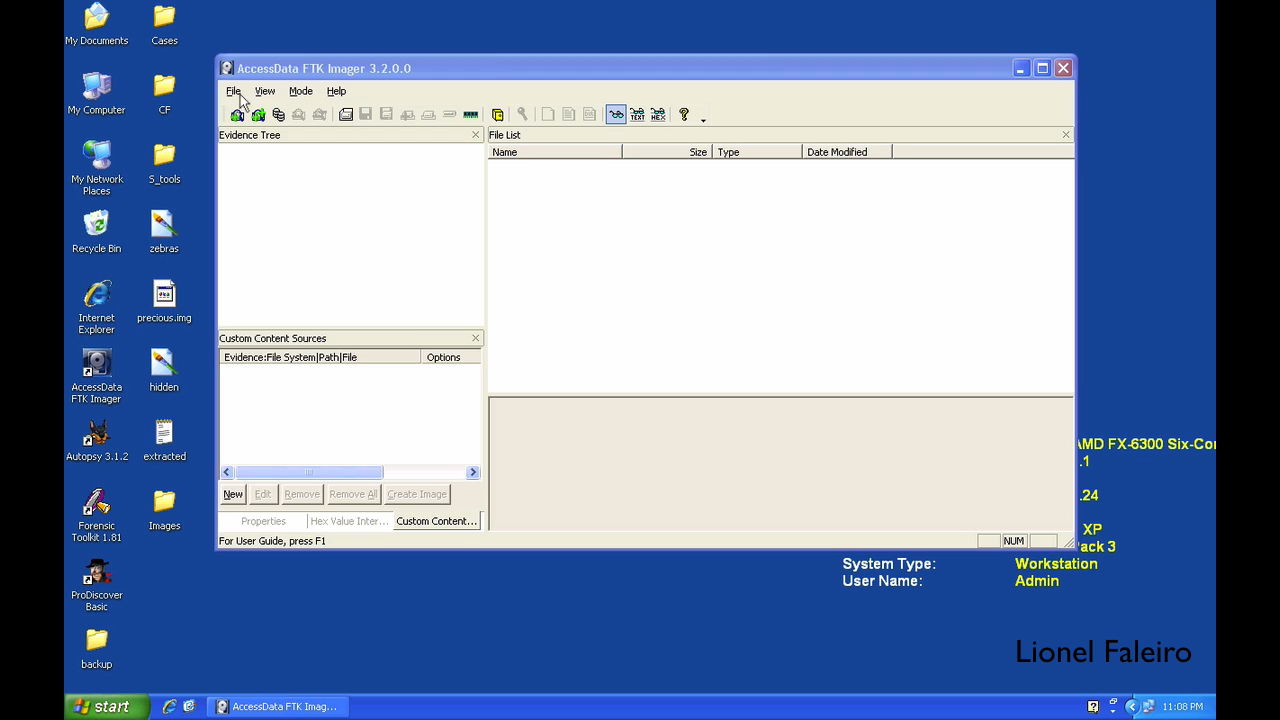 My Documents
Cases
My Computer
CF
My Network
Places
S_tools
Recycle Bin
zebras
Internet
Explorer
precious.img
AccessData
FTK Imager
hidden
Autopsy 3.1.2
extracted
Forensic
Toolkit 1.81
Images
ProDiscover
Basic
backup
AccessData FTK Imager 3.2.0.0
File View Mode Help
TEXT HEX
Evidence Tree
File List
Name Size Type Date Modified
Custom Content Sources
Evidence:File System|Path|File Options
New Edit Remove Remove All Create Image
Properties Hex Value Inter... Custom Content...
For User Guide, press F1
NUM
AMD FX-6300 Six-Cor
.1
.24
XP
Pack 3
System Type: Workstation
User Name: Admin
Lionel Faleiro
start
AccessData FTK Imag...
11:08 PM